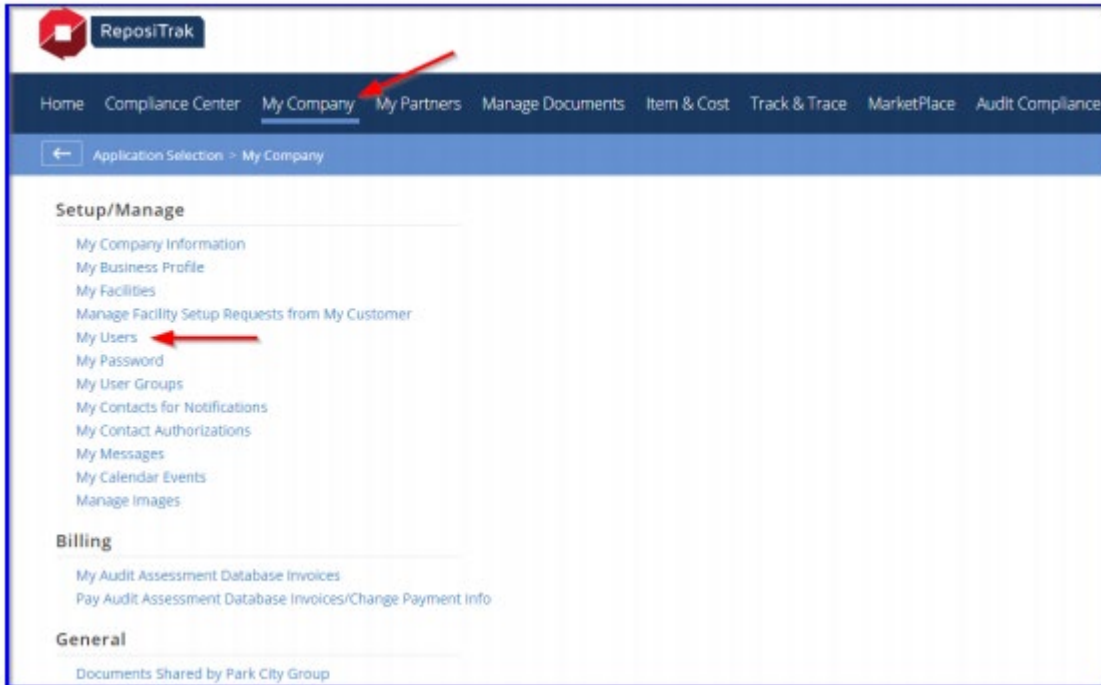 ReposiTrak
Home Compliance Center My Company My Partners Manage Documents Item & Cost Track & Trace MarketPlace Audit Compliance
← Application Selection > My Company
Setup/Manage
My Company Information
My Business Profile
My Facilities
Manage Facility Setup Requests from My Customer
My Users
My Password
My User Groups
My Contacts for Notifications
My Contact Authorizations
My Messages
My Calendar Events
Manage Images
Billing
My Audit Assessment Database Invoices
Pay Audit Assessment Database Invoices/Change Payment Info
General
Documents Shared by Park City Group